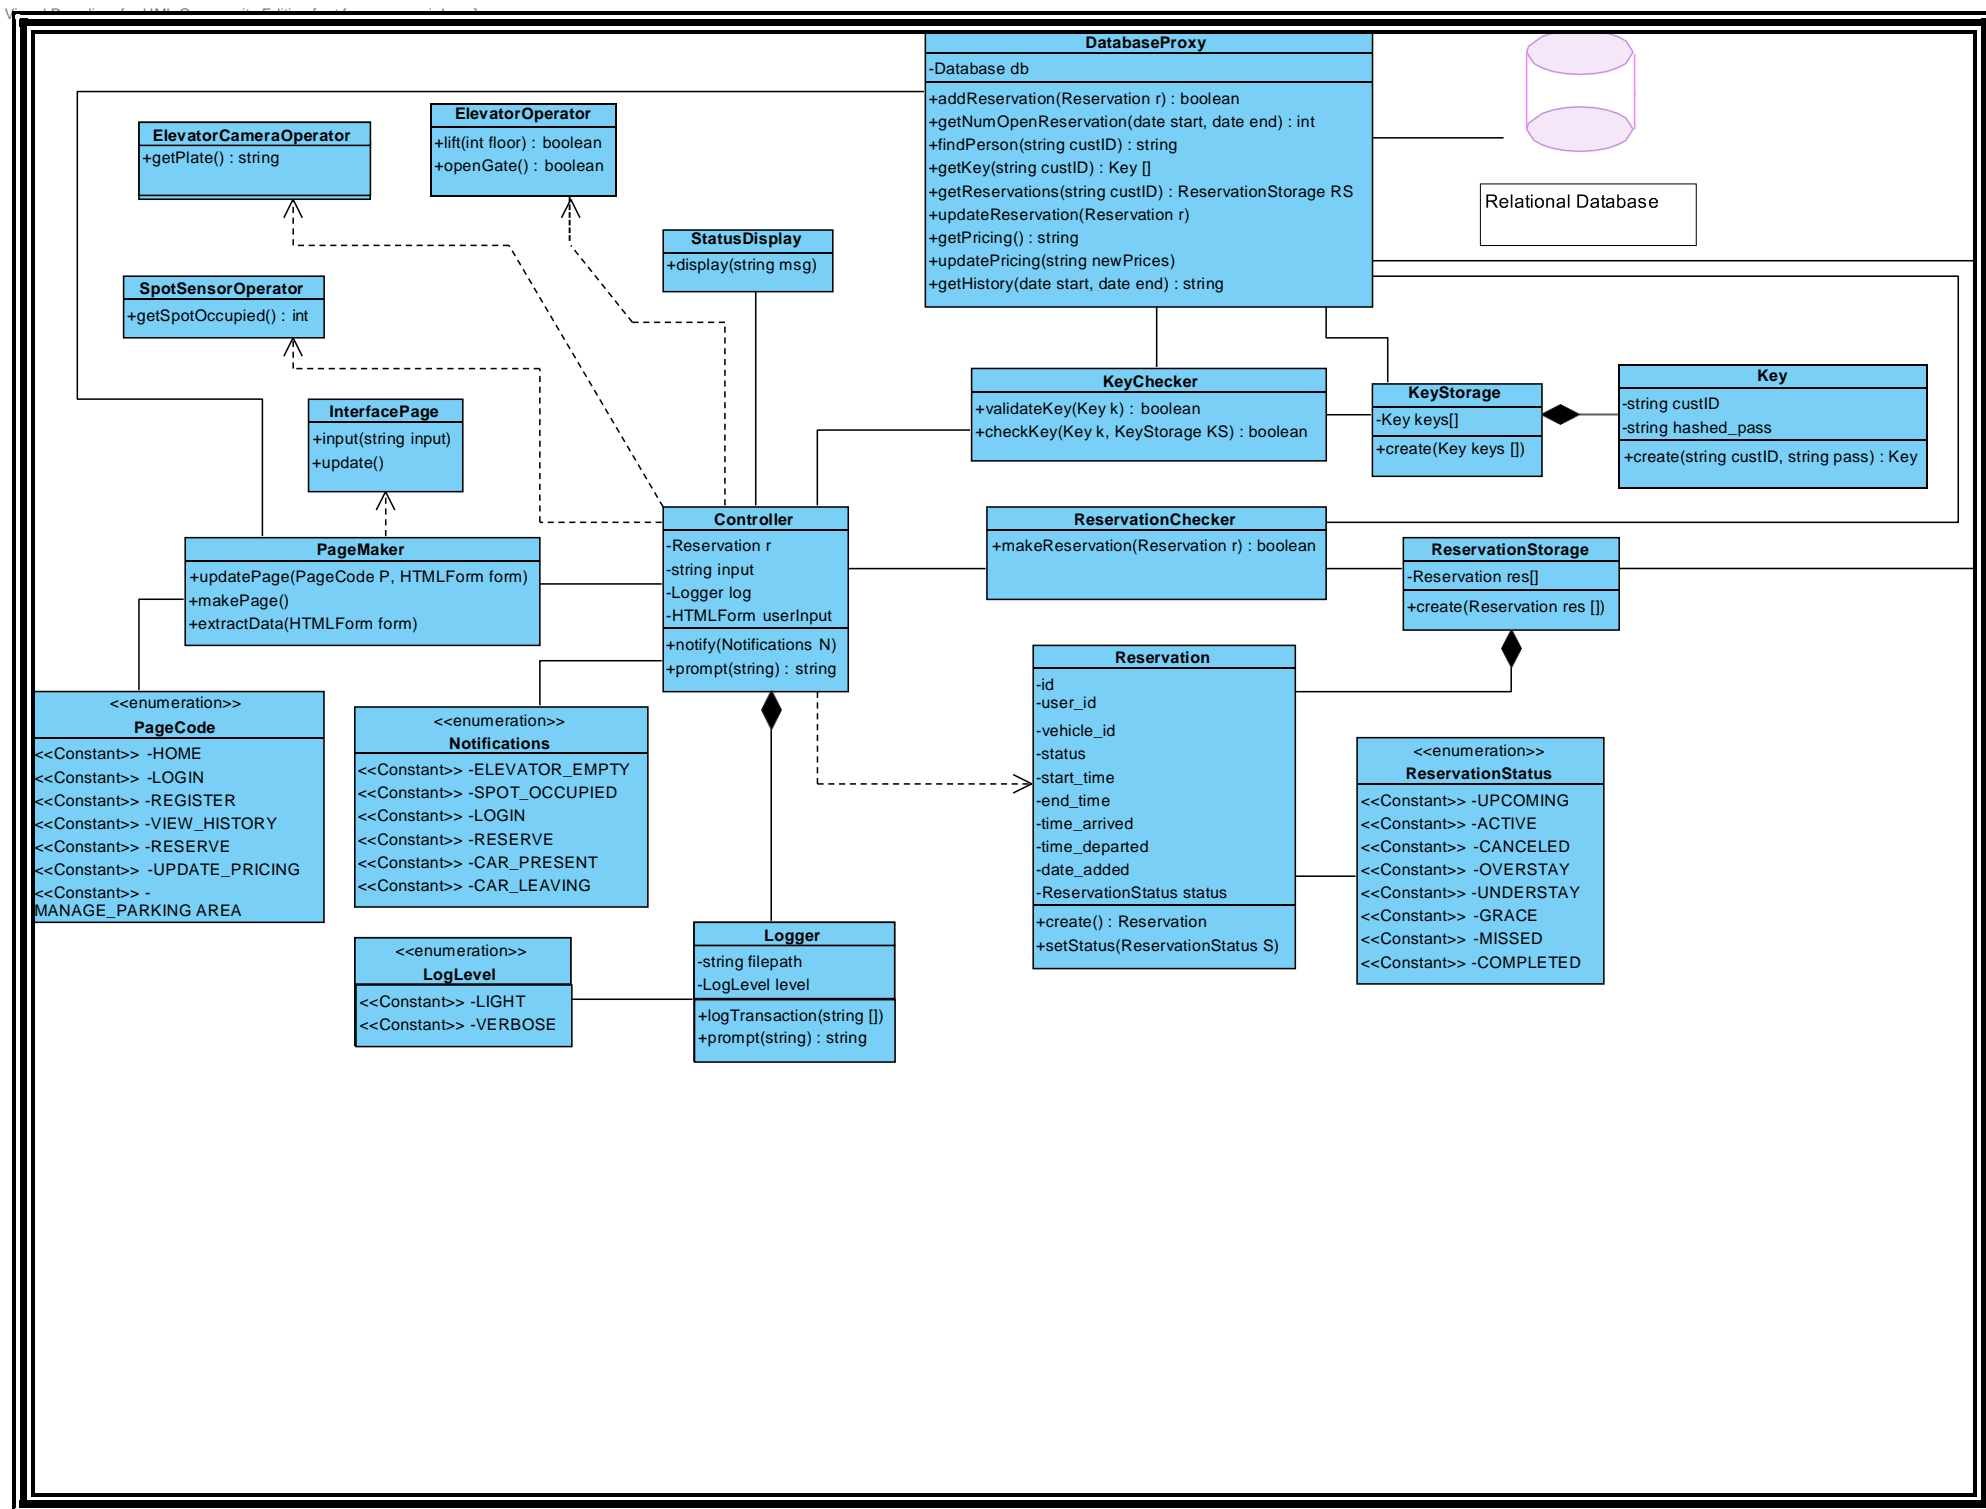 DatabaseProxy
-Database db
+addReservation(Reservation r) : boolean
+getNumOpenReservation(date start, date end) : int
+findPerson(string custID) : string
+getKey(string custID) : Key []
+getReservations(string custID) : ReservationStorage RS
+updateReservation(Reservation r)
+getPricing() : string
+updatePricing(string newPrices)
+getHistory(date start, date end) : string
Relational Database
ElevatorCameraOperator
+getPlate() : string
ElevatorOperator
+lift(int floor) : boolean
+openGate() : boolean
StatusDisplay
+display(string msg)
SpotSensorOperator
+getSpotOccupied() : int
InterfacePage
+input(string input)
+update()
KeyChecker
+validateKey(Key k) : boolean
+checkKey(Key k, KeyStorage KS) : boolean
KeyStorage
-Key keys[]
+create(Key keys [])
Key
-string custID
-string hashed_pass
+create(string custID, string pass) : Key
PageMaker
+updatePage(PageCode P, HTMLForm form)
+makePage()
+extractData(HTMLForm form)
Controller
-Reservation r
-string input
-Logger log
-HTMLForm userInput
+notify(Notifications N)
+prompt(string) : string
ReservationChecker
+makeReservation(Reservation r) : boolean
ReservationStorage
-Reservation res[]
+create(Reservation res [])
Reservation
-id
-user_id
-vehicle_id
-status
-start_time
-end_time
-time_arrived
-time_departed
-date_added
-ReservationStatus status
+create() : Reservation
+setStatus(ReservationStatus S)
<<enumeration>>
PageCode
<<Constant>> -HOME
<<Constant>> -LOGIN
<<Constant>> -REGISTER
<<Constant>> -VIEW_HISTORY
<<Constant>> -RESERVE
<<Constant>> -UPDATE_PRICING
<<Constant>> -
MANAGE_PARKING AREA
<<enumeration>>
Notifications
<<Constant>> -ELEVATOR_EMPTY
<<Constant>> -SPOT_OCCUPIED
<<Constant>> -LOGIN
<<Constant>> -RESERVE
<<Constant>> -CAR_PRESENT
<<Constant>> -CAR_LEAVING
<<enumeration>>
ReservationStatus
<<Constant>> -UPCOMING
<<Constant>> -ACTIVE
<<Constant>> -CANCELED
<<Constant>> -OVERSTAY
<<Constant>> -UNDERSTAY
<<Constant>> -GRACE
<<Constant>> -MISSED
<<Constant>> -COMPLETED
<<enumeration>>
LogLevel
<<Constant>> -LIGHT
<<Constant>> -VERBOSE
Logger
-string filepath
-LogLevel level
+logTransaction(string [])
+prompt(string) : string